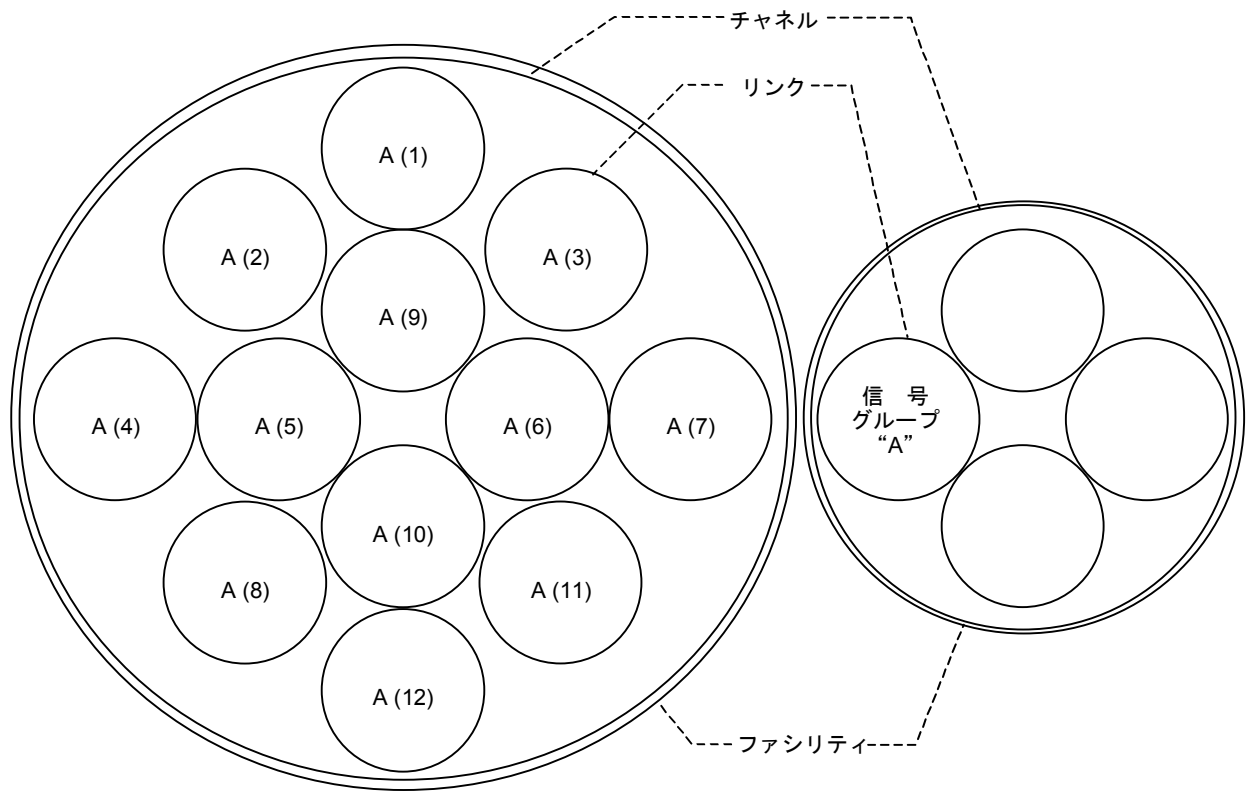 チャネル
リンク
A (1)
A (2)
A (3)
A (9)
A (4)
A (5)
A (6)
A (7)
信 号
グループ
“A”
A (10)
A (8)
A (11)
A (12)
ファシリティ